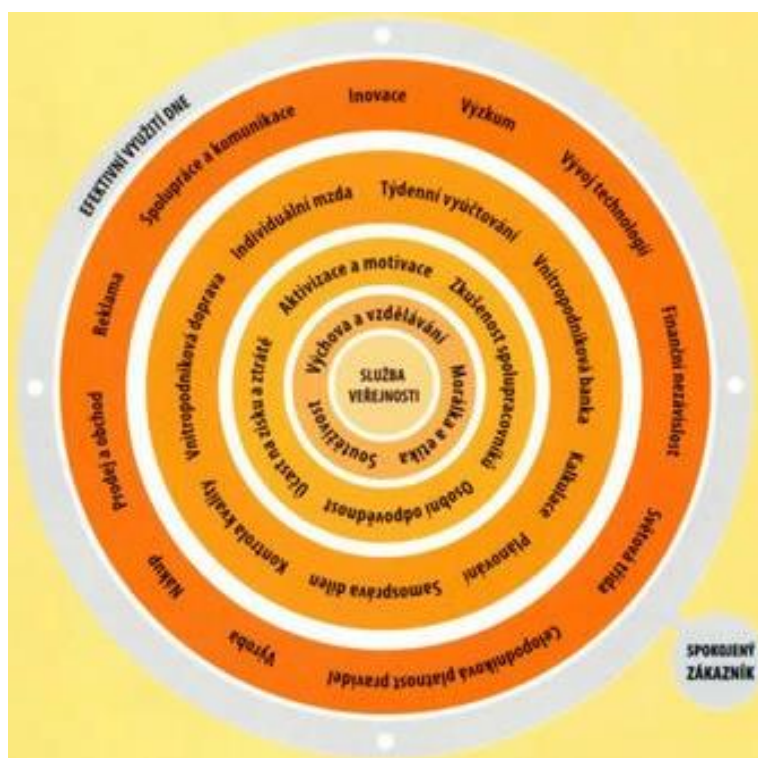 EFEKTIVNÍ VYUŽITÍ DNE
Spolupráce a komunikace
Inovace
Výzkum
Vývoj technologií
Finanční nezávislost
Světová třída
Celopodniková platnost pravidel
Výroba
Nákup
Prodej a obchod
Reklama
Individuální mzda
Týdenní vyúčtování
Vnitropodniková banka
Kalkulace
Plánování
Samospráva dílen
Kontrola kvality
Vnitropodniková doprava
Aktivizace a motivace
Zkušenost spolupracovníků
Osobní odpovědnost
Účast na zisku a ztrátě
Výchova a vzdělávání
Morálka a etika
Soutěživost
SLUŽBA
VEŘEJNOSTI
SPOKOJENÝ
ZÁKAZNÍK